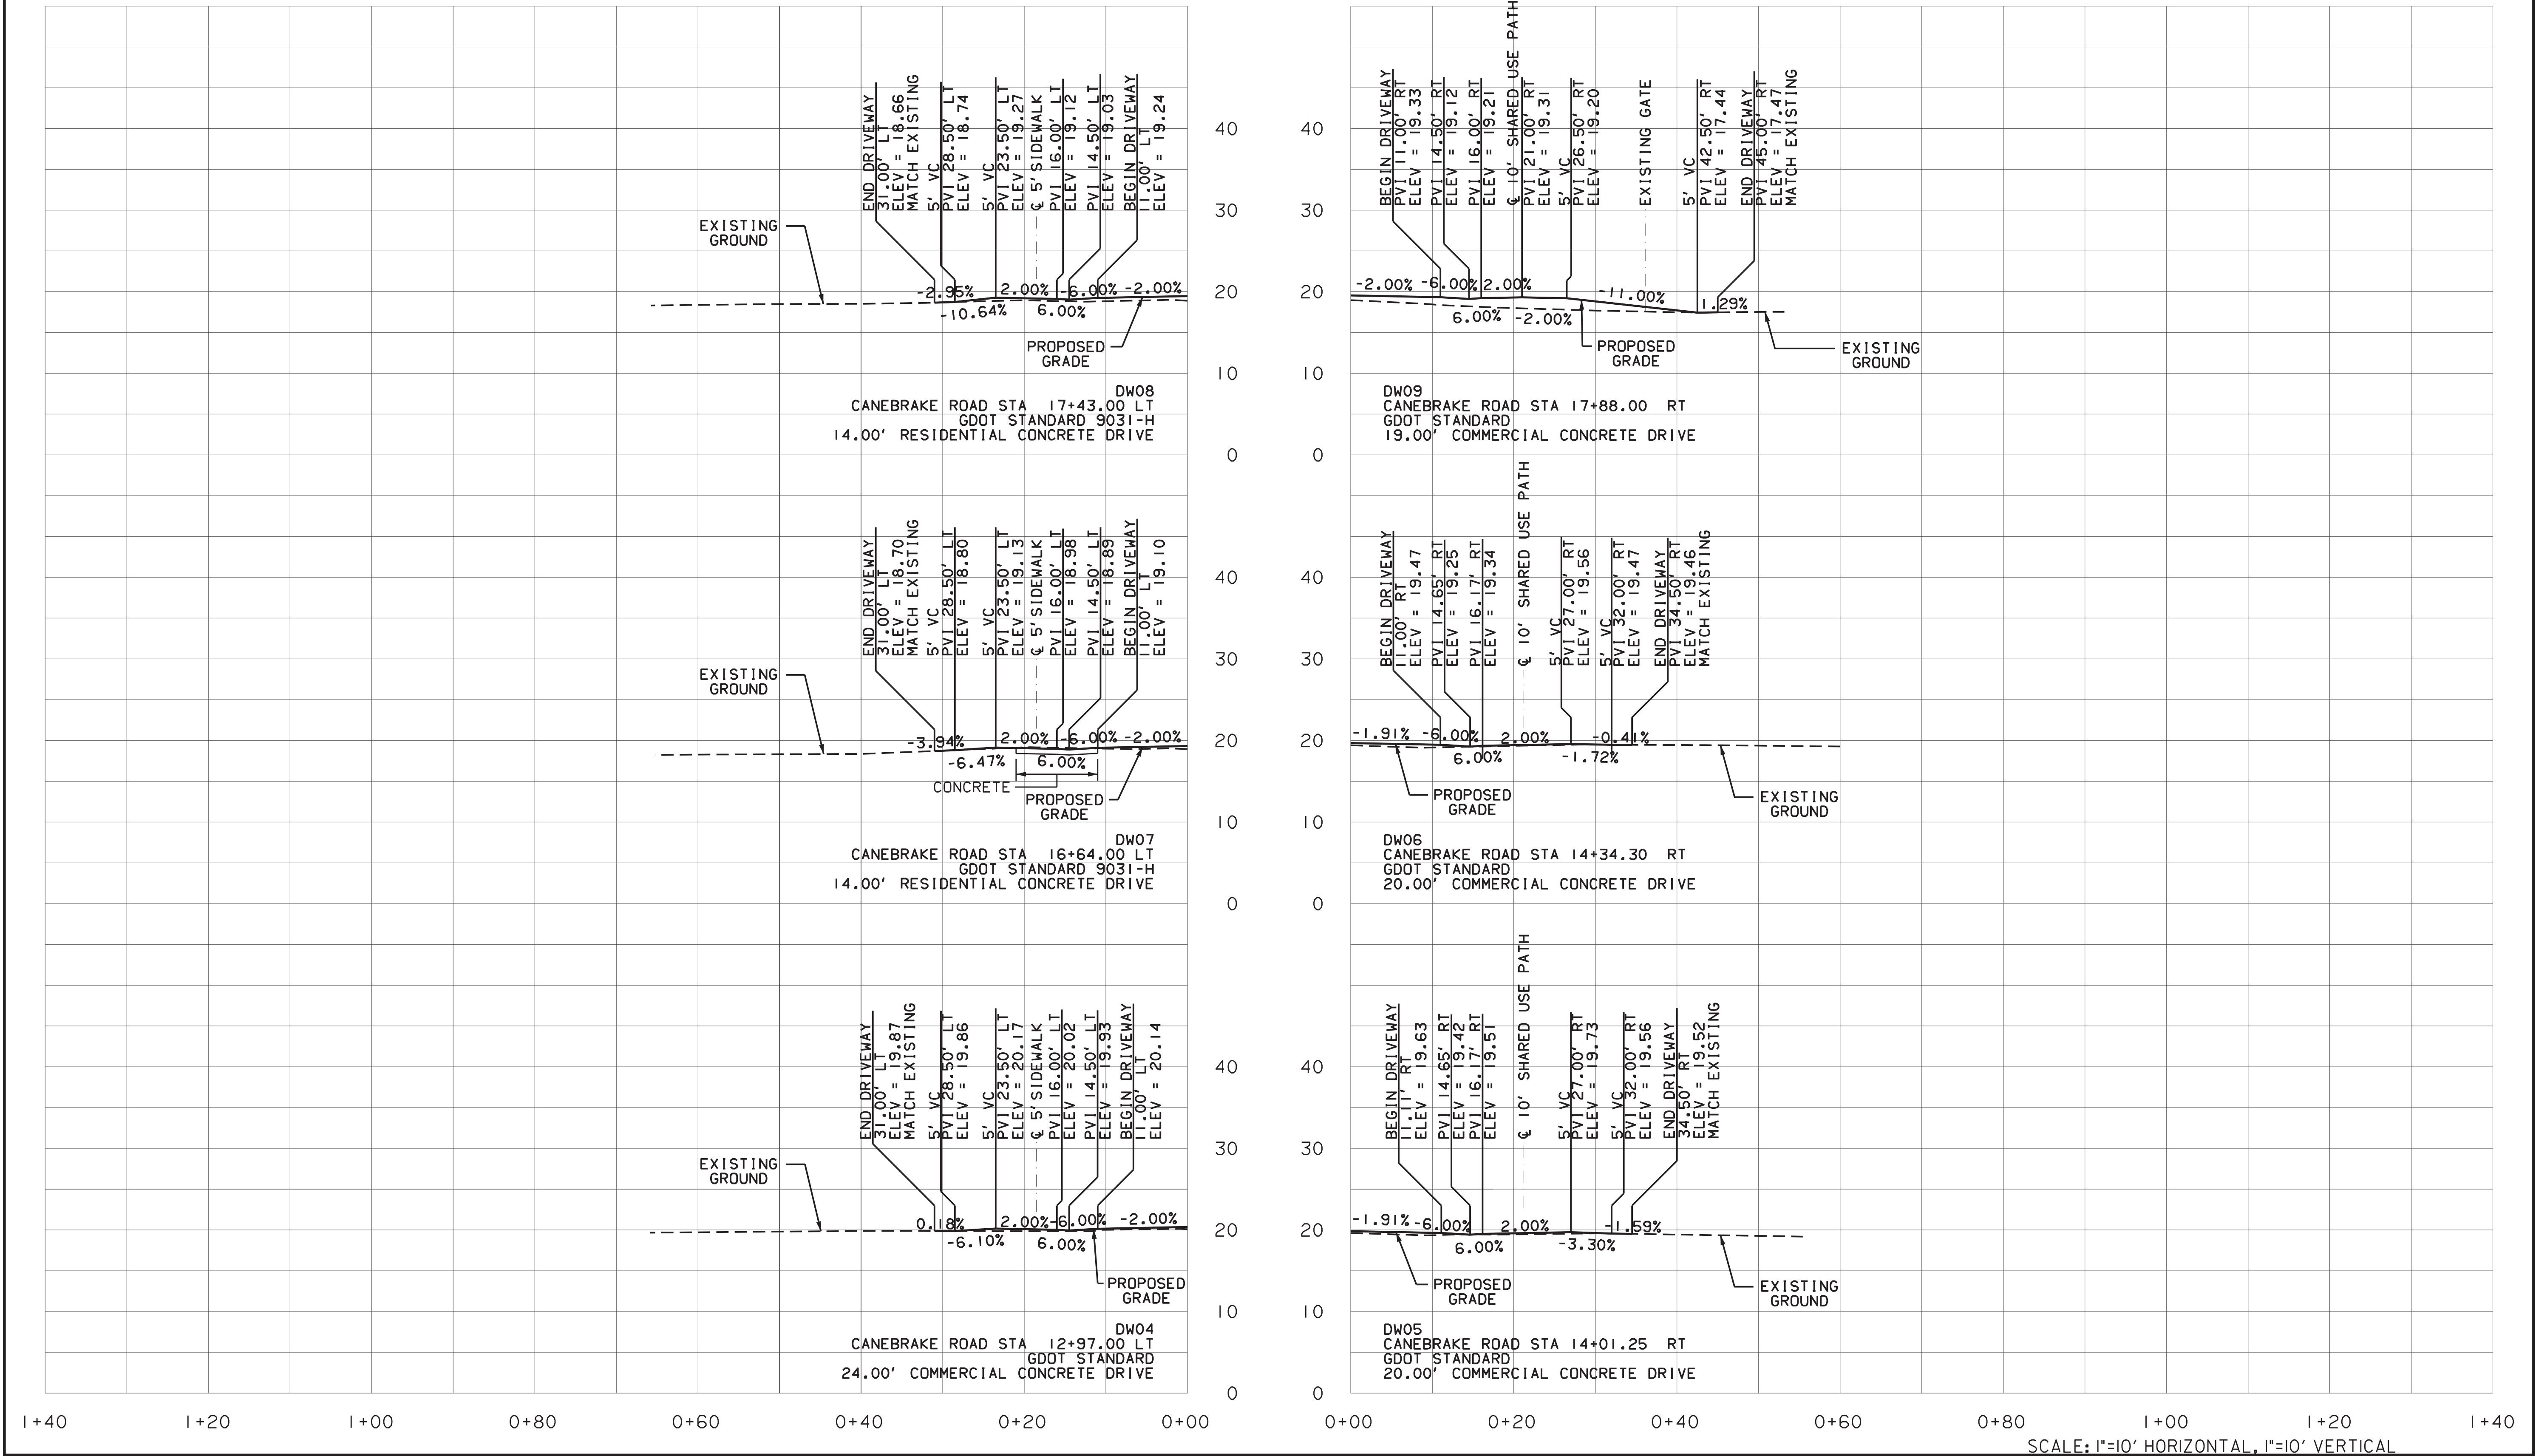 END DRIVEWAY
31.00' LT
ELEV = 18.66
MATCH EXISTING
5' VC
PVI 28.50' LT
ELEV = 18.74
5' VC
PVI 23.50' LT
ELEV = 19.27
℄ 5' SIDEWALK
PVI 16.00' LT
ELEV = 19.12
PVI 14.50' LT
ELEV = 19.03
BEGIN DRIVEWAY
11.00' LT
ELEV = 19.24
EXISTING
GROUND
-2.95% 2.00% -6.00% -2.00%
-10.64% 6.00%
PROPOSED
GRADE
DW08
CANEBRAKE ROAD STA 17+43.00 LT
GDOT STANDARD 9031-H
14.00' RESIDENTIAL CONCRETE DRIVE
40
30
20
10
0
40
30
20
10
0
BEGIN DRIVEWAY
PVI 11.00' RT
ELEV = 19.33
PVI 14.50' RT
ELEV = 19.12
PVI 16.00' RT
ELEV = 19.21
℄ 10' SHARED USE PATH
PVI 21.00' RT
ELEV = 19.31
5' VC
PVI 26.50' RT
ELEV = 19.20
EXISTING GATE
5' VC
PVI 42.50' RT
ELEV = 17.44
END DRIVEWAY
PVI 45.00' RT
ELEV = 17.47
MATCH EXISTING
-2.00% -6.00% 2.00% -11.00% 1.29%
6.00% -2.00%
PROPOSED
GRADE
EXISTING
GROUND
DW09
CANEBRAKE ROAD STA 17+88.00 RT
GDOT STANDARD
19.00' COMMERCIAL CONCRETE DRIVE
END DRIVEWAY
31.00' LT
ELEV = 18.70
MATCH EXISTING
5' VC
PVI 28.50' LT
ELEV = 18.80
5' VC
PVI 23.50' LT
ELEV = 19.13
℄ 5' SIDEWALK
PVI 16.00' LT
ELEV = 18.98
PVI 14.50' LT
ELEV = 18.89
BEGIN DRIVEWAY
11.00' LT
ELEV = 19.10
EXISTING
GROUND
-3.94% 2.00% -6.00% -2.00%
-6.47% 6.00%
CONCRETE
PROPOSED
GRADE
DW07
CANEBRAKE ROAD STA 16+64.00 LT
GDOT STANDARD 9031-H
14.00' RESIDENTIAL CONCRETE DRIVE
40
30
20
10
0
40
30
20
10
0
BEGIN DRIVEWAY
11.00' RT
ELEV = 19.47
PVI 14.65' RT
ELEV = 19.25
PVI 16.17' RT
ELEV = 19.34
℄ 10' SHARED USE PATH
5' VC
PVI 27.00' RT
ELEV = 19.56
5' VC
PVI 32.00' RT
ELEV = 19.47
END DRIVEWAY
PVI 34.50' RT
ELEV = 19.46
MATCH EXISTING
-1.91% -6.00% 2.00% -0.41%
6.00% -1.72%
PROPOSED
GRADE
EXISTING
GROUND
DW06
CANEBRAKE ROAD STA 14+34.30 RT
GDOT STANDARD
20.00' COMMERCIAL CONCRETE DRIVE
END DRIVEWAY
31.00' LT
ELEV = 19.87
MATCH EXISTING
5' VC
PVI 28.50' LT
ELEV = 19.86
5' VC
PVI 23.50' LT
ELEV = 20.17
℄ 5' SIDEWALK
PVI 16.00' LT
ELEV = 20.02
PVI 14.50' LT
ELEV = 19.93
BEGIN DRIVEWAY
11.00' LT
ELEV = 20.14
EXISTING
GROUND
0.18% 2.00% -6.00% -2.00%
-6.10% 6.00%
PROPOSED
GRADE
DW04
CANEBRAKE ROAD STA 12+97.00 LT
GDOT STANDARD
24.00' COMMERCIAL CONCRETE DRIVE
40
30
20
10
0
40
30
20
10
0
BEGIN DRIVEWAY
11.11' RT
ELEV = 19.63
PVI 14.65' RT
ELEV = 19.42
PVI 16.17' RT
ELEV = 19.51
℄ 10' SHARED USE PATH
5' VC
PVI 27.00' RT
ELEV = 19.73
5' VC
PVI 32.00' RT
ELEV = 19.56
END DRIVEWAY
34.50' RT
ELEV = 19.52
MATCH EXISTING
-1.91% -6.00% 2.00% -1.59%
6.00% -3.30%
PROPOSED
GRADE
EXISTING
GROUND
DW05
CANEBRAKE ROAD STA 14+01.25 RT
GDOT STANDARD
20.00' COMMERCIAL CONCRETE DRIVE
1+40 1+20 1+00 0+80 0+60 0+40 0+20 0+00
0+00 0+20 0+40 0+60 0+80 1+00 1+20 1+40
SCALE: 1"=10' HORIZONTAL, 1"=10' VERTICAL